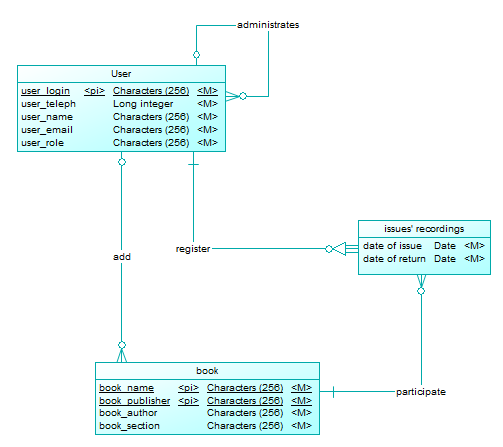 administrates
User
user_login <pi> Characters (256) <M>
user_teleph Long integer <M>
user_name Characters (256) <M>
user_email Characters (256) <M>
user_role Characters (256) <M>
issues' recordings
date of issue Date <M>
date of return Date <M>
register
add
book
book_name <pi> Characters (256) <M>
book_publisher <pi> Characters (256) <M>
book_author Characters (256) <M>
book_section Characters (256) <M>
participate